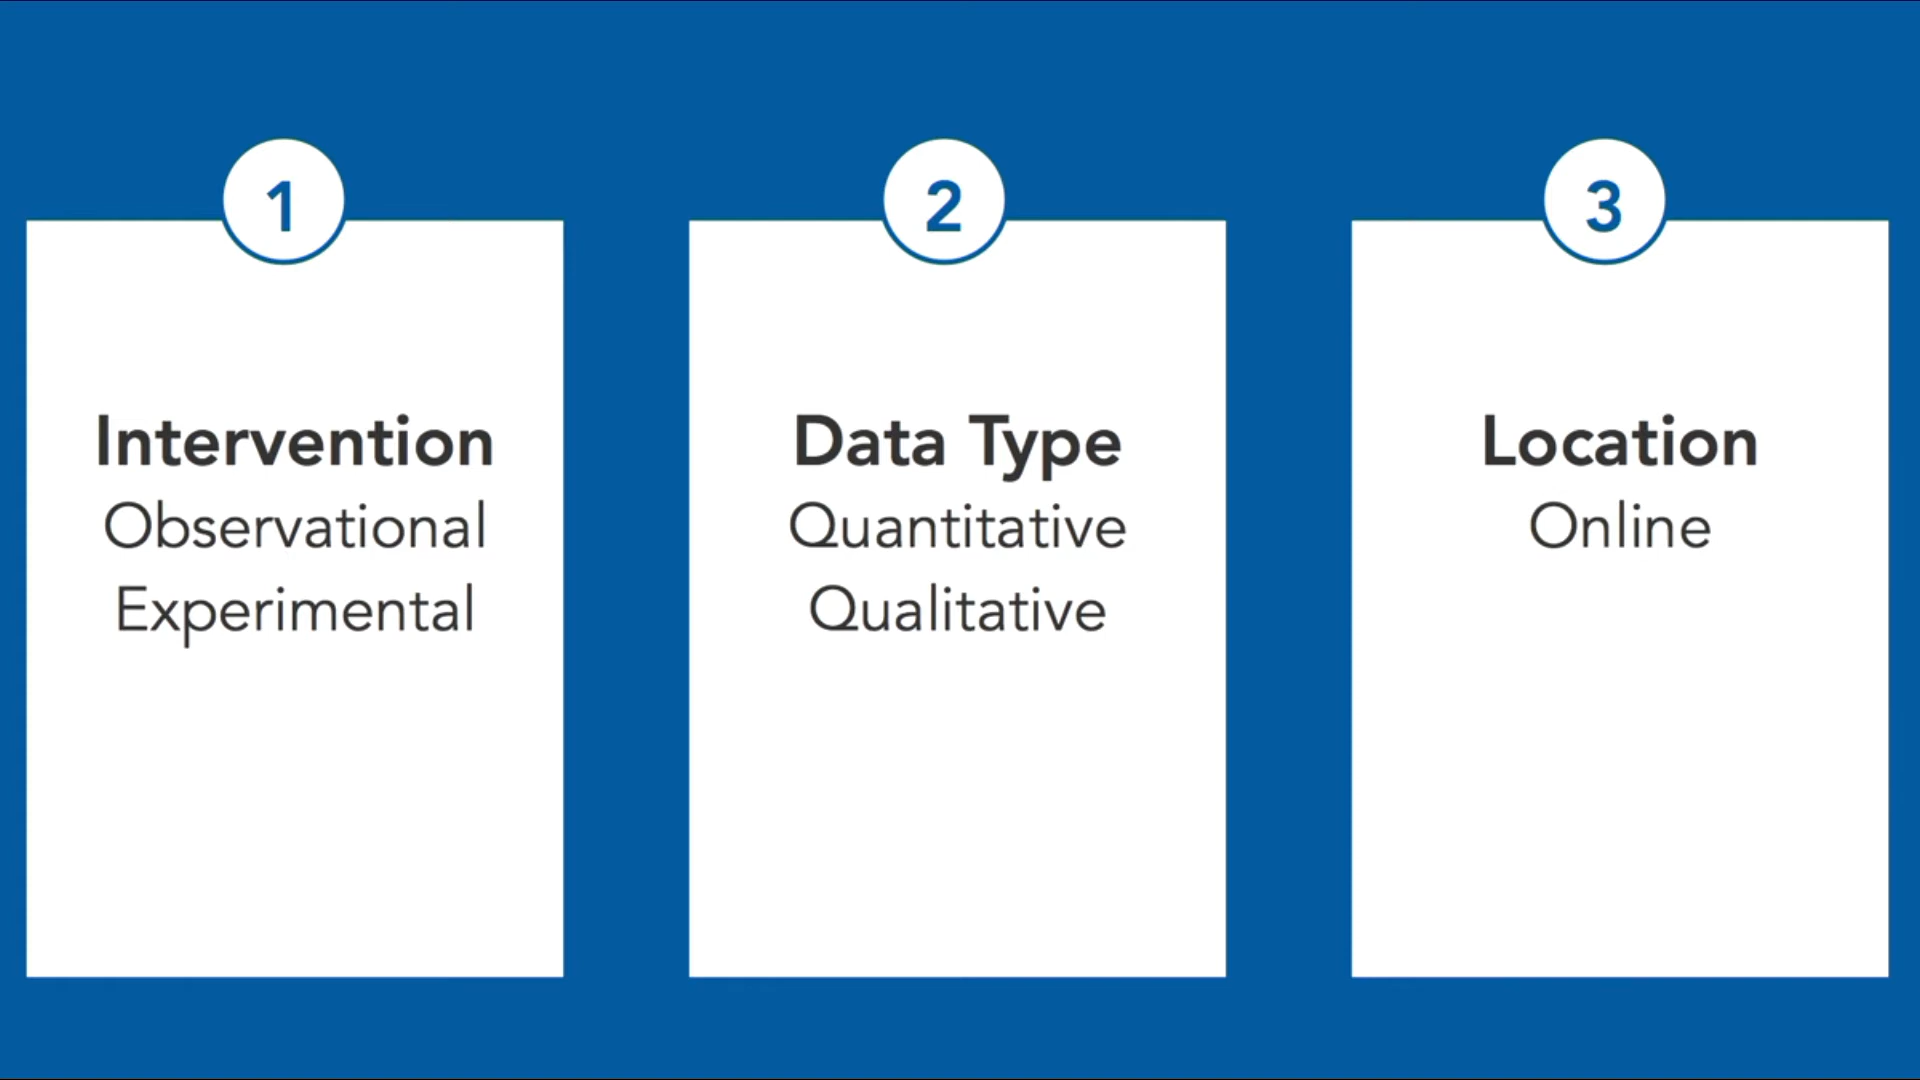 1
Intervention
Observational
Experimental
2
Data Type
Quantitative
Qualitative
3
Location
Online